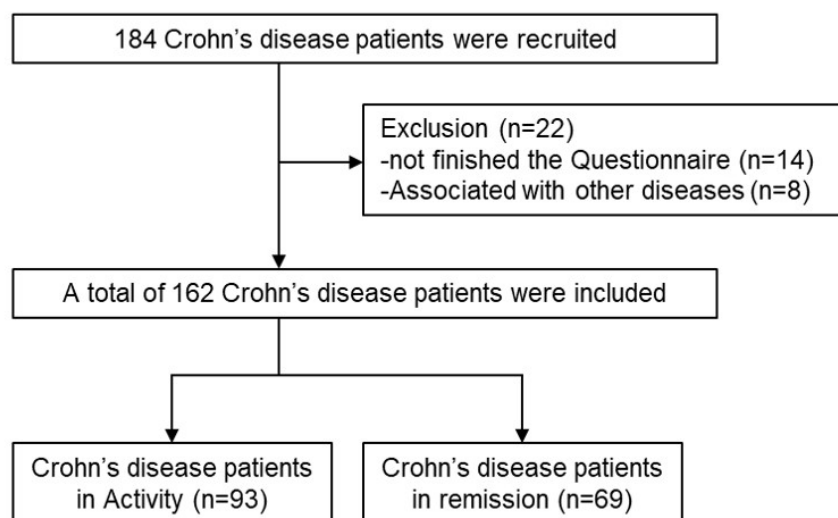 184 Crohn’s disease patients were recruited
Exclusion (n=22)
-not finished the Questionnaire (n=14)
-Associated with other diseases (n=8)
A total of 162 Crohn’s disease patients were included
Crohn’s disease patients
in Activity (n=93)
Crohn’s disease patients
in remission (n=69)